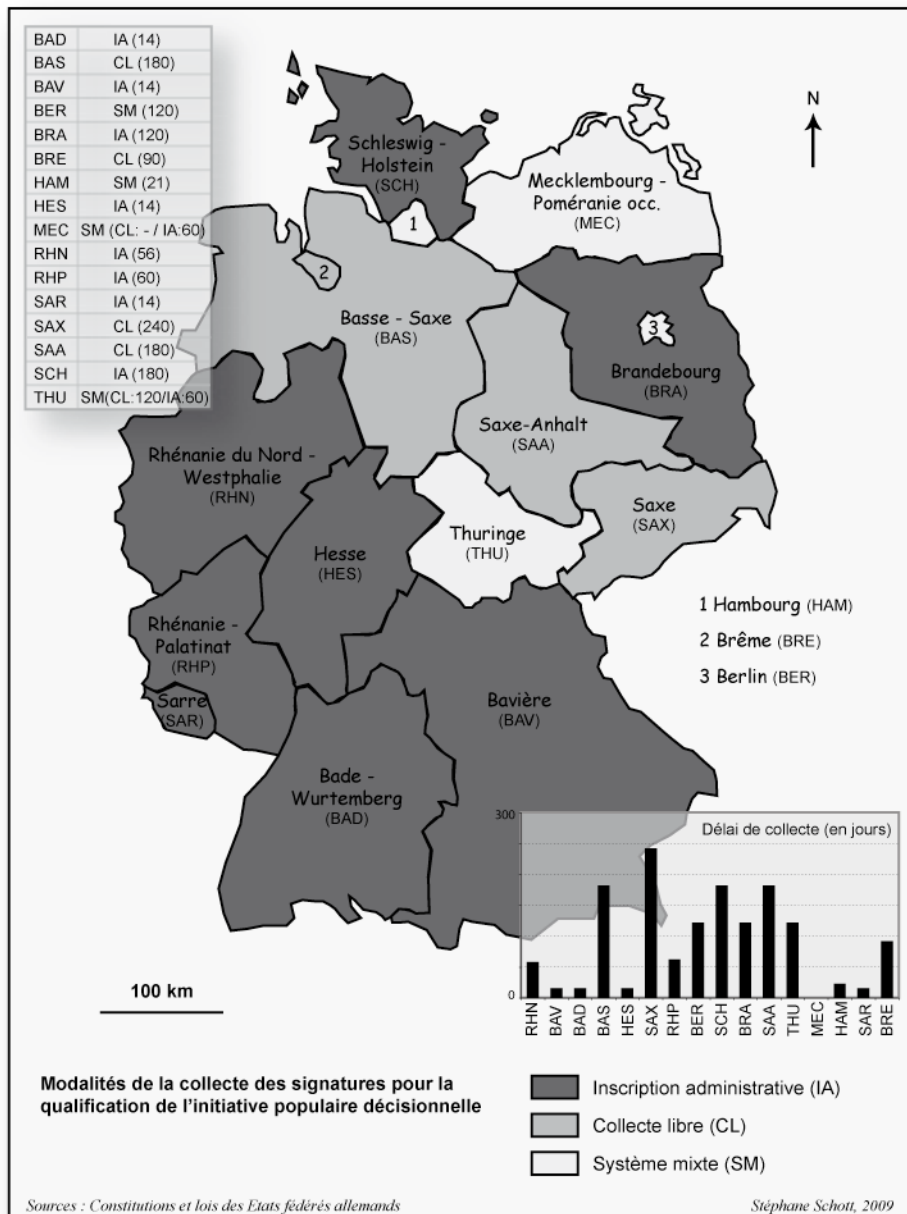 BAD IA (14)
BAS CL (180)
BAV IA (14)
BER SM (120)
BRA IA (120)
BRE CL (90)
HAM SM (21)
HES IA (14)
MEC SM (CL: - / IA:60)
RHN IA (56)
RHP IA (60)
SAR IA (14)
SAX CL (240)
SAA CL (180)
SCH IA (180)
THU SM(CL:120/IA:60)
N
Schleswig -
Holstein
(SCH)
Mecklembourg -
Poméranie occ.
(MEC)
1
2
Basse - Saxe
(BAS)
3
Brandebourg
(BRA)
Saxe-Anhalt
(SAA)
Rhénanie du Nord -
Westphalie
(RHN)
Saxe
(SAX)
Thuringe
(THU)
Hesse
(HES)
Rhénanie -
Palatinat
(RHP)
Sarre
(SAR)
Bavière
(BAV)
Bade -
Wurtemberg
(BAD)
1 Hambourg (HAM)
2 Brême (BRE)
3 Berlin (BER)
300
Délai de collecte (en jours)
0
RHN BAV BAD BAS HES SAX RHP BER SCH BRA SAA THU MEC HAM SAR BRE
100 km
Modalités de la collecte des signatures pour la
qualification de l'initiative populaire décisionnelle
Inscription administrative (IA)
Collecte libre (CL)
Système mixte (SM)
Sources : Constitutions et lois des Etats fédérés allemands
Stéphane Schott, 2009